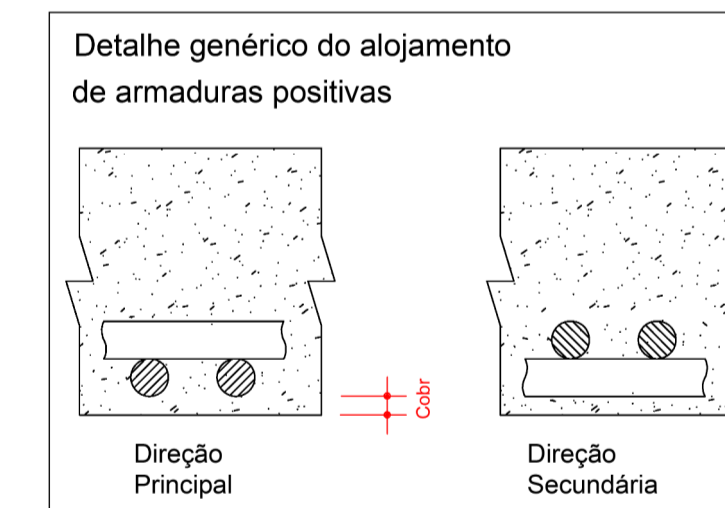 Detalhe genérico do alojamento
de armaduras positivas
Cobr
Direção
Principal
Direção
Secundária